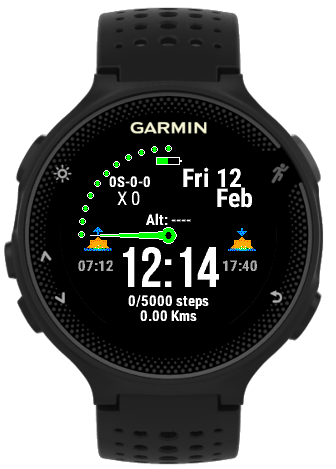 GARMIN
0S-0-0
X 0
Fri 12
Feb
Alt: ----
07:12
12:14
17:40
0/5000 steps
0.00 Kms